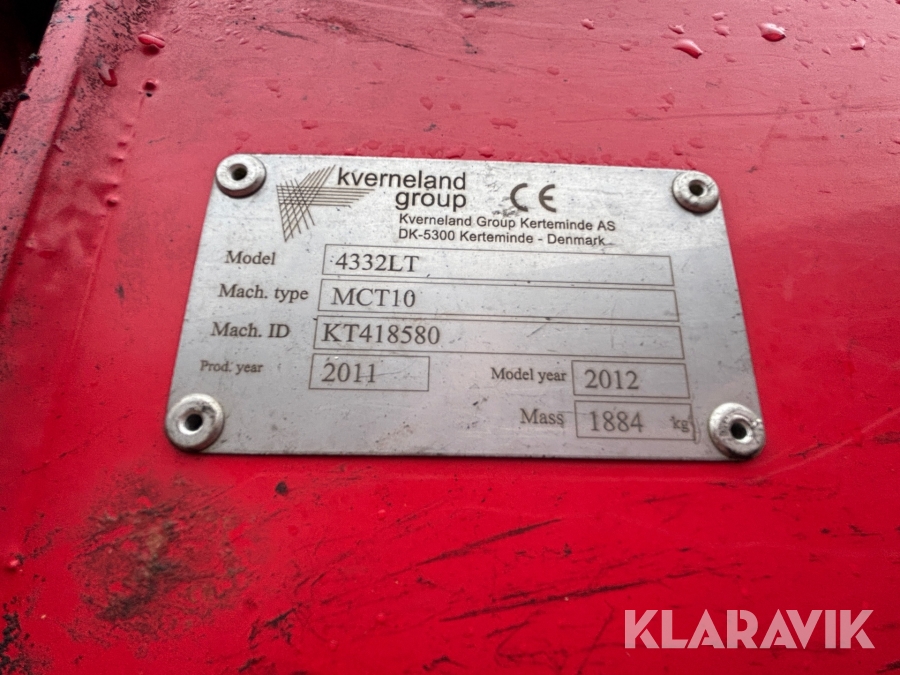 kverneland
group
CE
Kverneland Group Kerteminde AS
DK-5300 Kerteminde - Denmark
Model 4332LT
Mach. type MCT10
Mach. ID KT418580
Prod. year 2011 Model year 2012
Mass 1884 kg
KLARAVIK